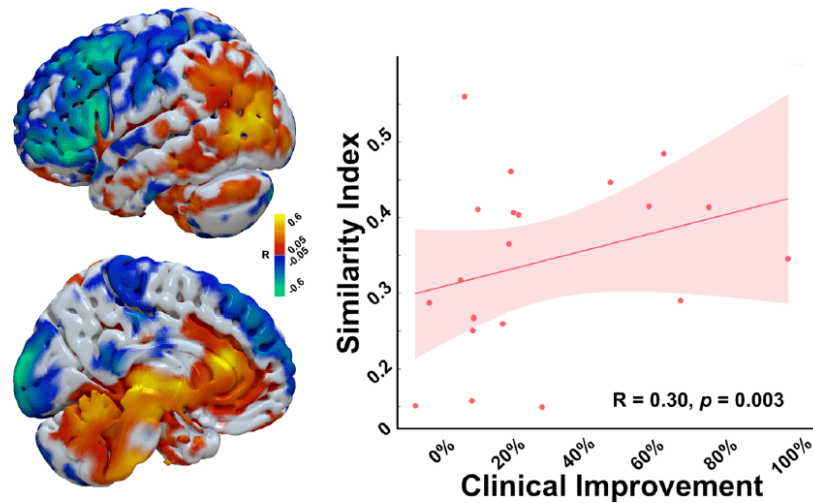 0.6
R
0.05
-0.05
-0.6
Similarity Index
0.5
0.4
0.3
0.2
0
R = 0.30, p = 0.003
0% 20% 40% 60% 80% 100%
Clinical Improvement